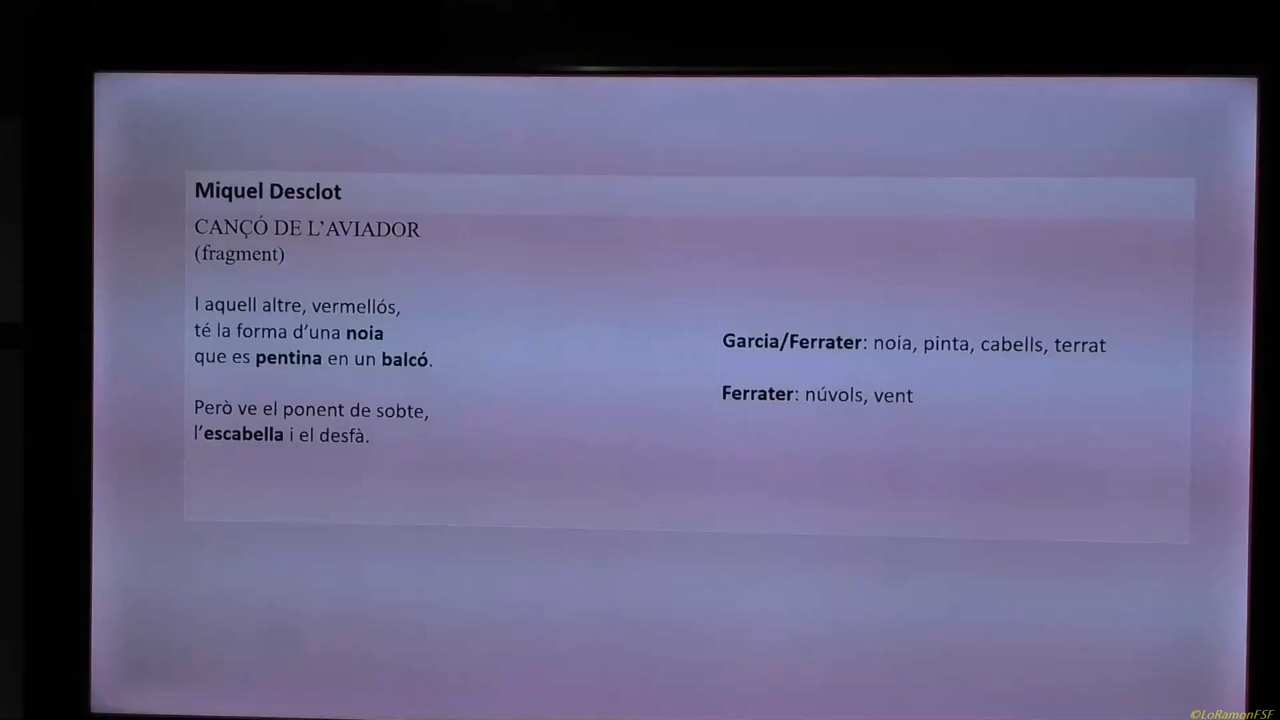 Miquel Desclot
CANÇÓ DE L’AVIADOR
(fragment)
I aquell altre, vermellós,
té la forma d’una noia
que es pentina en un balcó.
Però ve el ponent de sobte,
l’escabella i el desfà.
Garcia/Ferrater: noia, pinta, cabells, terrat
Ferrater: núvols, vent
©LoRamonFSF